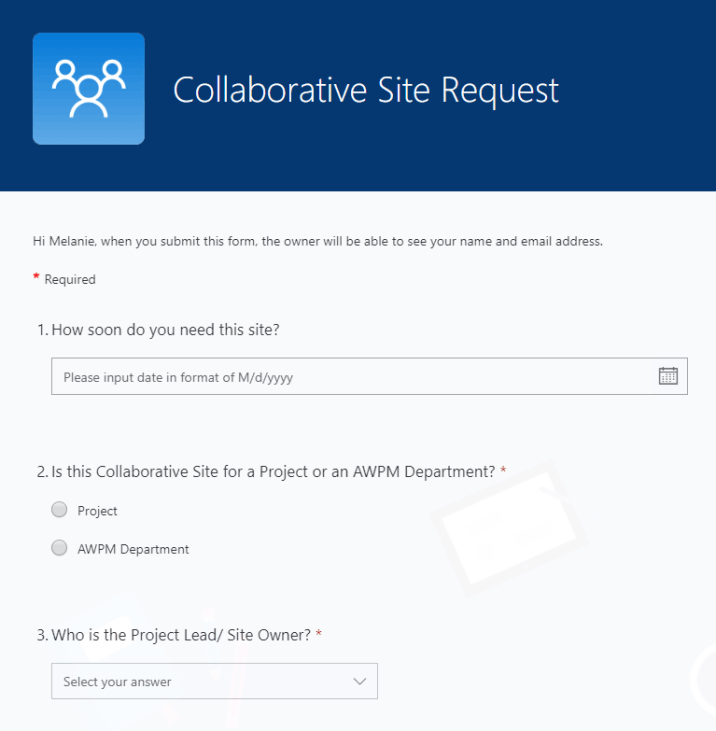 Collaborative Site Request
Hi Melanie, when you submit this form, the owner will be able to see your name and email address.
* Required
1. How soon do you need this site?
Please input date in format of M/d/yyyy
2. Is this Collaborative Site for a Project or an AWPM Department? *
Project
AWPM Department
3. Who is the Project Lead/ Site Owner? *
Select your answer